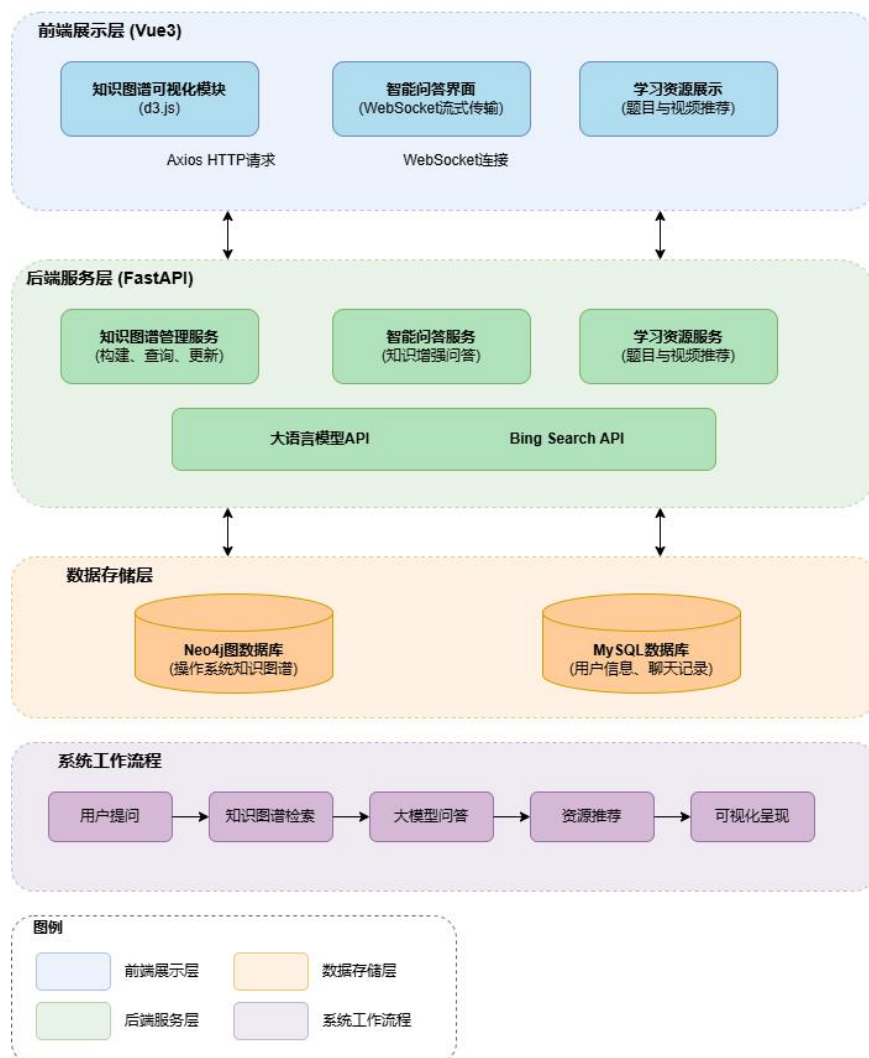 前端展示层 (Vue3)
知识图谱可视化模块
(d3.js)
智能问答界面
(WebSocket流式传输)
学习资源展示
(题目与视频推荐)
Axios HTTP请求
WebSocket连接
后端服务层 (FastAPI)
知识图谱管理服务
(构建、查询、更新)
智能问答服务
(知识增强问答)
学习资源服务
(题目与视频推荐)
大语言模型API
Bing Search API
数据存储层
Neo4j图数据库
(操作系统知识图谱)
MySQL数据库
(用户信息、聊天记录)
系统工作流程
用户提问
知识图谱检索
大模型问答
资源推荐
可视化呈现
图例
前端展示层
数据存储层
后端服务层
系统工作流程